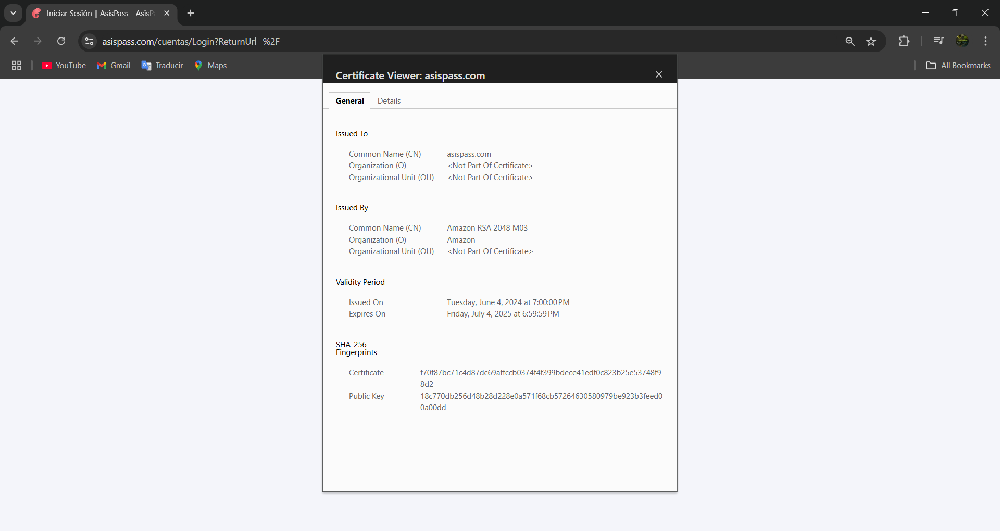 Iniciar Sesión || AsisPass - AsisP
asispass.com/cuentas/Login?ReturnUrl=%2F
YouTube
Gmail
Traducir
Maps
All Bookmarks
Certificate Viewer: asispass.com
General
Details
Issued To
Common Name (CN) asispass.com
Organization (O) <Not Part Of Certificate>
Organizational Unit (OU) <Not Part Of Certificate>
Issued By
Common Name (CN) Amazon RSA 2048 M03
Organization (O) Amazon
Organizational Unit (OU) <Not Part Of Certificate>
Validity Period
Issued On Tuesday, June 4, 2024 at 7:00:00 PM
Expires On Friday, July 4, 2025 at 6:59:59 PM
SHA-256
Fingerprints
Certificate f70f87bc71c4d87dc69affccb0374f4f399bdece41edf0c823b25e53748f9
8d2
Public Key 18c770db256d48b28d228e0a571f68cb57264630580979be923b3feed0
0a00dd